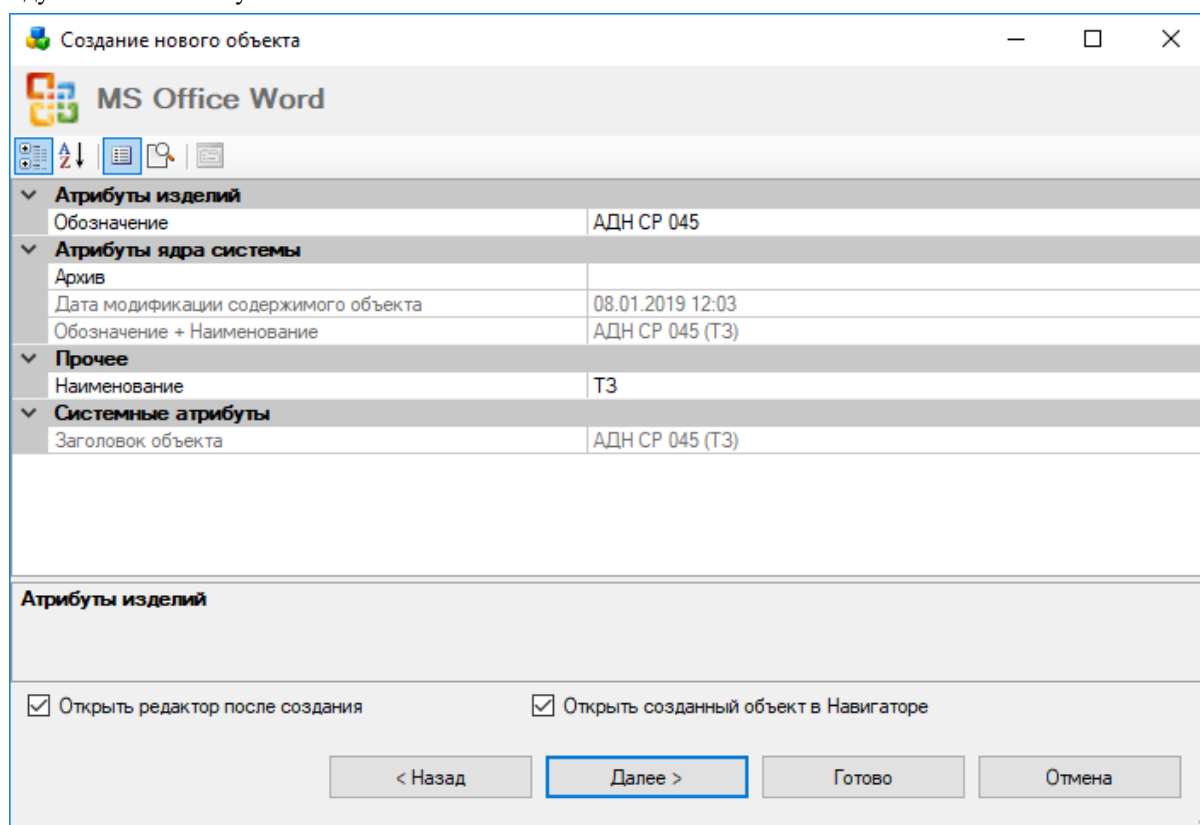 Создание нового объекта
MS Office Word
Атрибуты изделий
Обозначение АДН СР 045
Атрибуты ядра системы
Архив
Дата модификации содержимого объекта 08.01.2019 12:03
Обозначение + Наименование АДН СР 045 (ТЗ)
Прочее
Наименование ТЗ
Системные атрибуты
Заголовок объекта АДН СР 045 (ТЗ)
Атрибуты изделий
Открыть редактор после создания Открыть созданный объект в Навигаторе
< Назад Далее > Готово Отмена